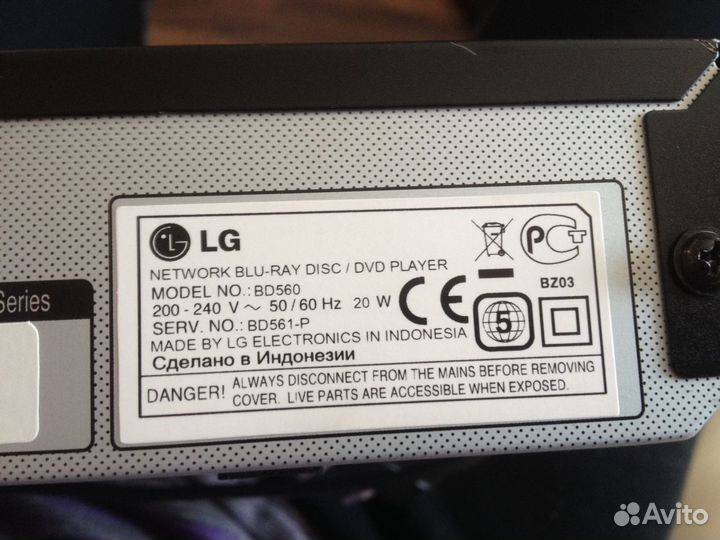 LG
NETWORK BLU-RAY DISC / DVD PLAYER
MODEL NO.: BD560
200 - 240 V ~ 50 / 60 Hz 20 W
SERV. NO.: BD561-P
MADE BY LG ELECTRONICS IN INDONESIA
Сделано в Индонезии
CE
РСТ
BZ03
5
DANGER! ALWAYS DISCONNECT FROM THE MAINS BEFORE REMOVING
COVER. LIVE PARTS ARE ACCESSIBLE WHEN EXPOSED.
Series
Avito